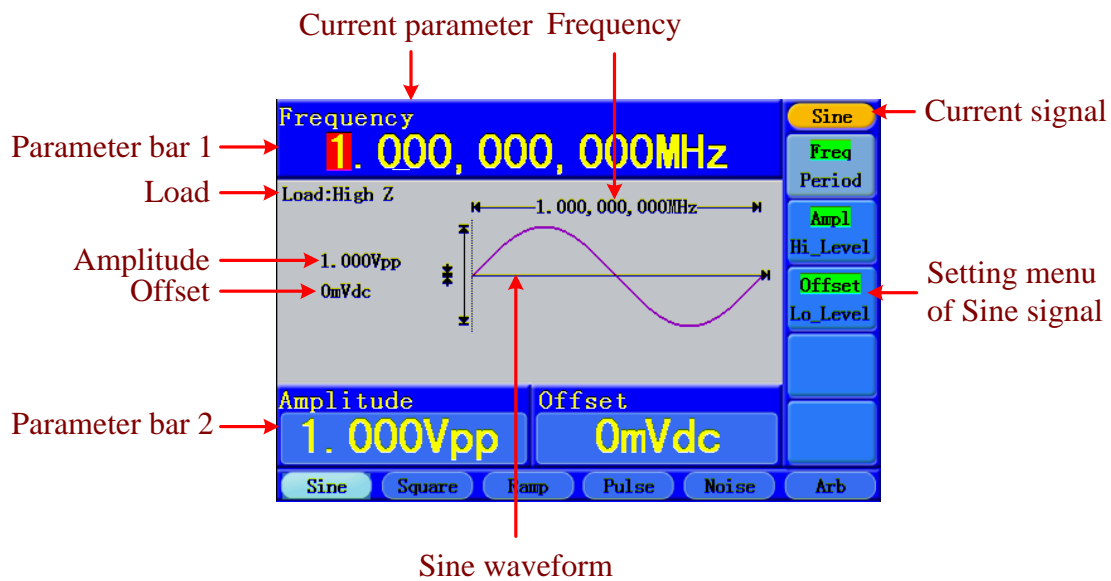 Current parameter
Frequency
Frequency
1.000,000,000MHz
Sine
Current signal
Parameter bar 1
Freq
Period
Load
Load:High Z
1.000,000,000MHz
Ampl
Hi_Level
Amplitude
1.000Vpp
Offset
0mVdc
Offset
Lo_Level
Setting menu
of Sine signal
Amplitude
Offset
Parameter bar 2
1.000Vpp
0mVdc
Sine
Square
Ramp
Pulse
Noise
Arb
Sine waveform